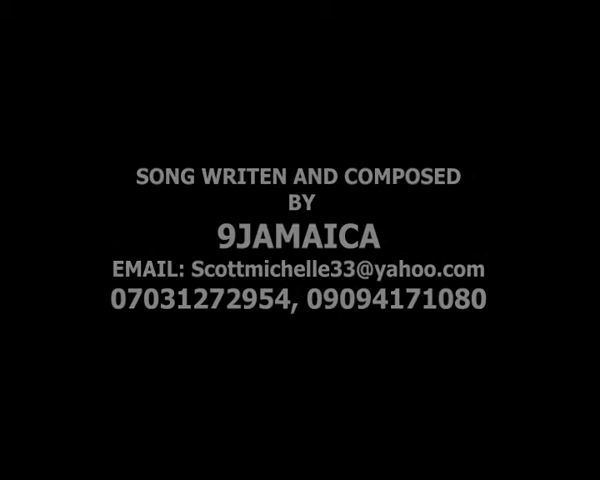 SONG WRITEN AND COMPOSED
BY
9JAMAICA
EMAIL: Scottmichelle33@yahoo.com
07031272954, 09094171080